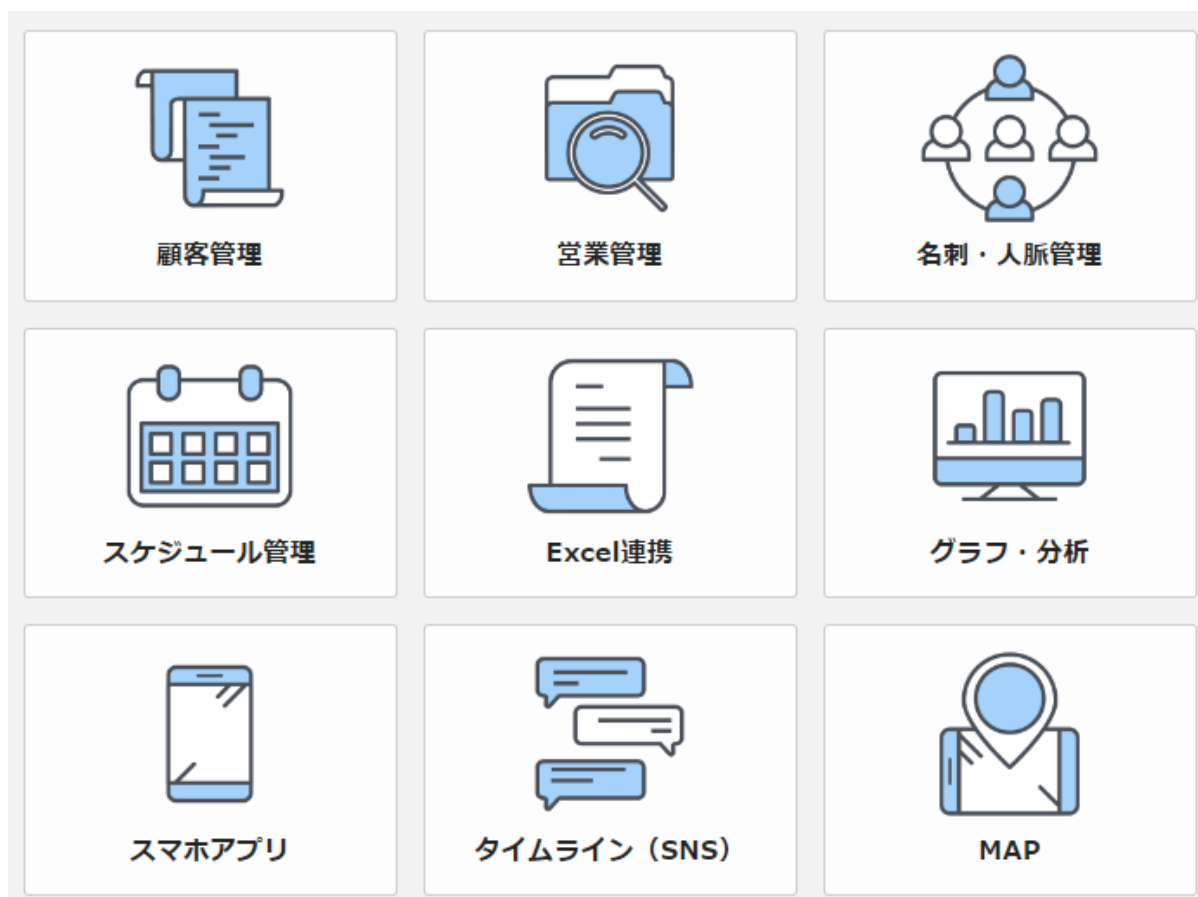 顧客管理
営業管理
名刺・人脈管理
スケジュール管理
Excel連携
グラフ・分析
スマホアプリ
タイムライン（SNS）
MAP